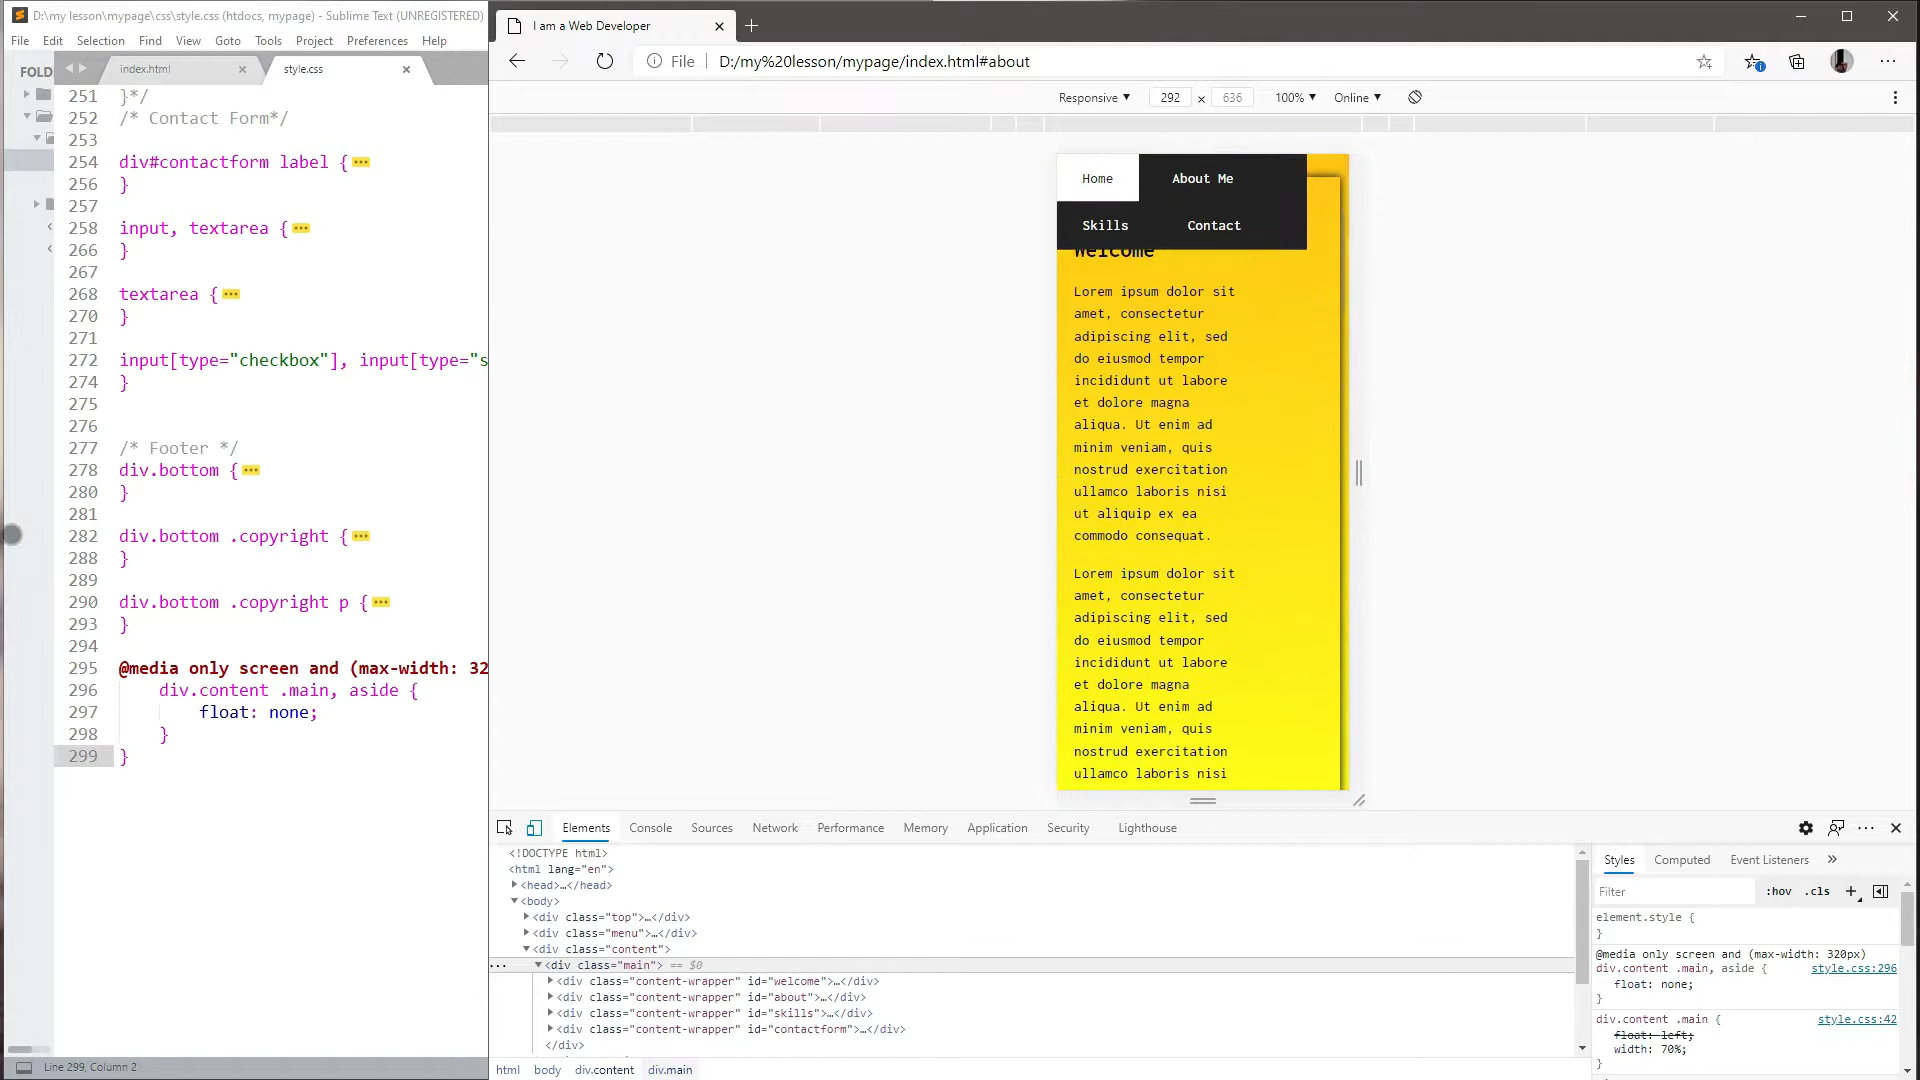 D:\my lesson\mypage\css\style.css (htdocs, mypage) - Sublime Text (UNREGISTERED)
File Edit Selection Find View Goto Tools Project Preferences Help
FOLD
index.html
style.css
251 }*/
252 /* Contact Form*/
253
254 div#contactform label {
256 }
257
258 input, textarea {
266 }
267
268 textarea {
270 }
271
272 input[type="checkbox"], input[type="s
274 }
275
276
277 /* Footer */
278 div.bottom {
280 }
281
282 div.bottom .copyright {
288 }
289
290 div.bottom .copyright p {
293 }
294
295 @media only screen and (max-width: 32
296 div.content .main, aside {
297 float: none;
298 }
299 }
Line 299, Column 2
I am a Web Developer
File D:/my%20lesson/mypage/index.html#about
Responsive 292 x 636 100% Online
Home About Me
Skills Contact
Welcome
Lorem ipsum dolor sit
amet, consectetur
adipiscing elit, sed
do eiusmod tempor
incididunt ut labore
et dolore magna
aliqua. Ut enim ad
minim veniam, quis
nostrud exercitation
ullamco laboris nisi
ut aliquip ex ea
commodo consequat.
Lorem ipsum dolor sit
amet, consectetur
adipiscing elit, sed
do eiusmod tempor
incididunt ut labore
et dolore magna
aliqua. Ut enim ad
minim veniam, quis
nostrud exercitation
ullamco laboris nisi
Elements Console Sources Network Performance Memory Application Security Lighthouse
<!DOCTYPE html>
<html lang="en">
<head>…</head>
<body>
<div class="top">…</div>
<div class="menu">…</div>
<div class="content">
<div class="main"> == $0
<div class="content-wrapper" id="welcome">…</div>
<div class="content-wrapper" id="about">…</div>
<div class="content-wrapper" id="skills">…</div>
<div class="content-wrapper" id="contactform">…</div>
</div>
html body div.content div.main
Styles Computed Event Listeners
Filter :hov .cls
element.style {
}
@media only screen and (max-width: 320px)
div.content .main, aside { style.css:296
float: none;
}
div.content .main { style.css:42
float: left;
width: 70%;
}